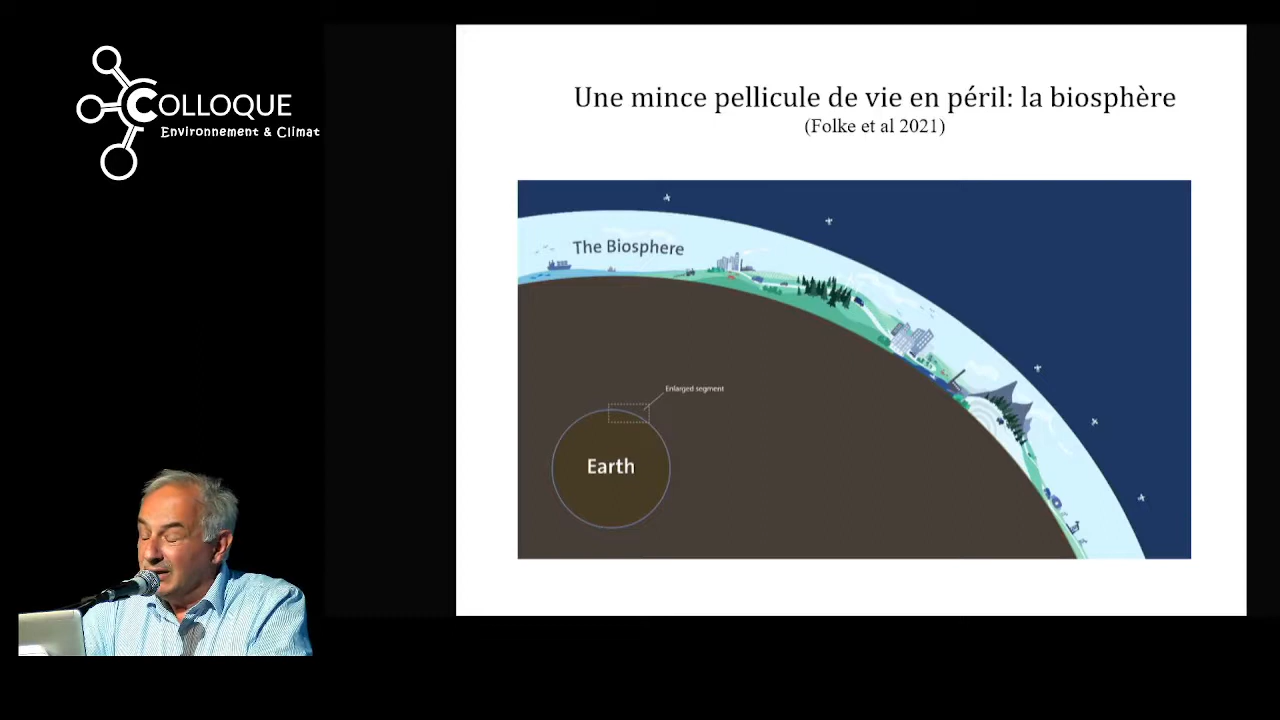 COLLOQUE
Environnement & Climat
Une mince pellicule de vie en péril: la biosphère
(Folke et al 2021)
The Biosphere
Enlarged segment
Earth